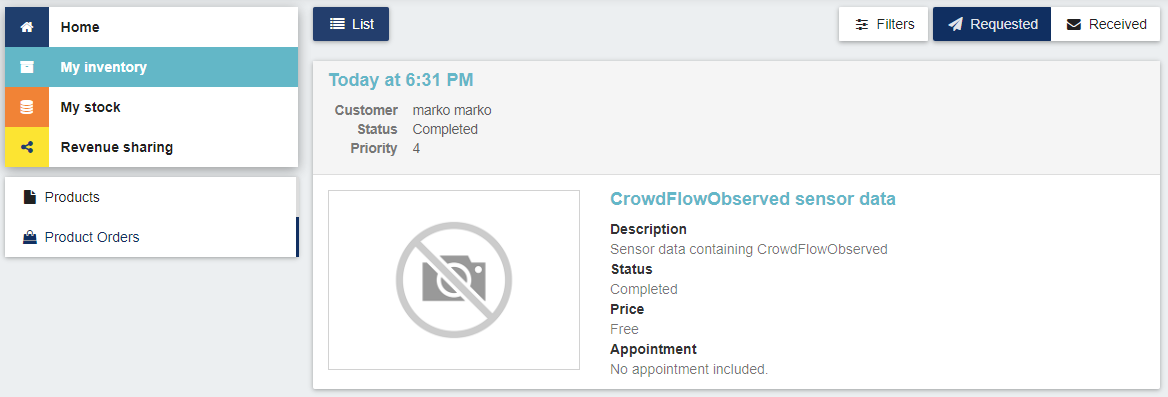 Home
My inventory
My stock
Revenue sharing
Products
Product Orders
List
Filters
Requested
Received
Today at 6:31 PM
Customer marko marko
Status Completed
Priority 4
CrowdFlowObserved sensor data
Description
Sensor data containing CrowdFlowObserved
Status
Completed
Price
Free
Appointment
No appointment included.